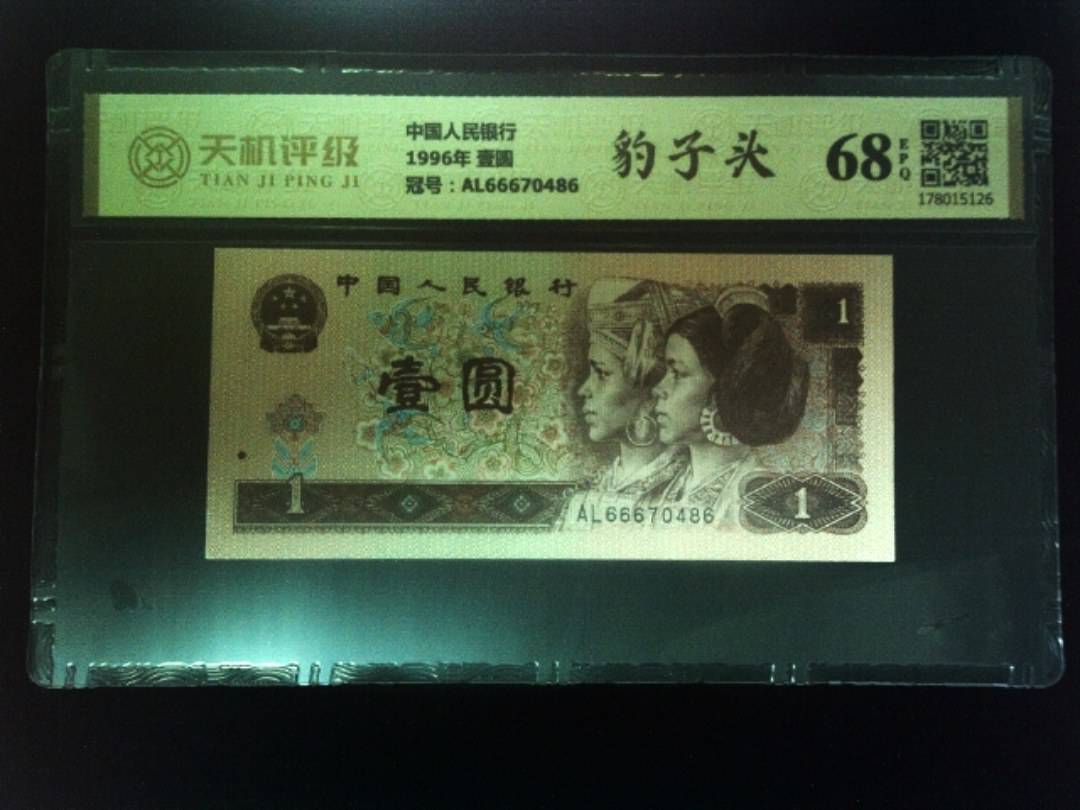 天机评级
TIAN JI PING JI
中国人民银行
1996年 壹圆
冠号：AL66670486
豹子头
68
EPQ
178015126
中国人民银行
1
壹圆
1
AL66670486
1